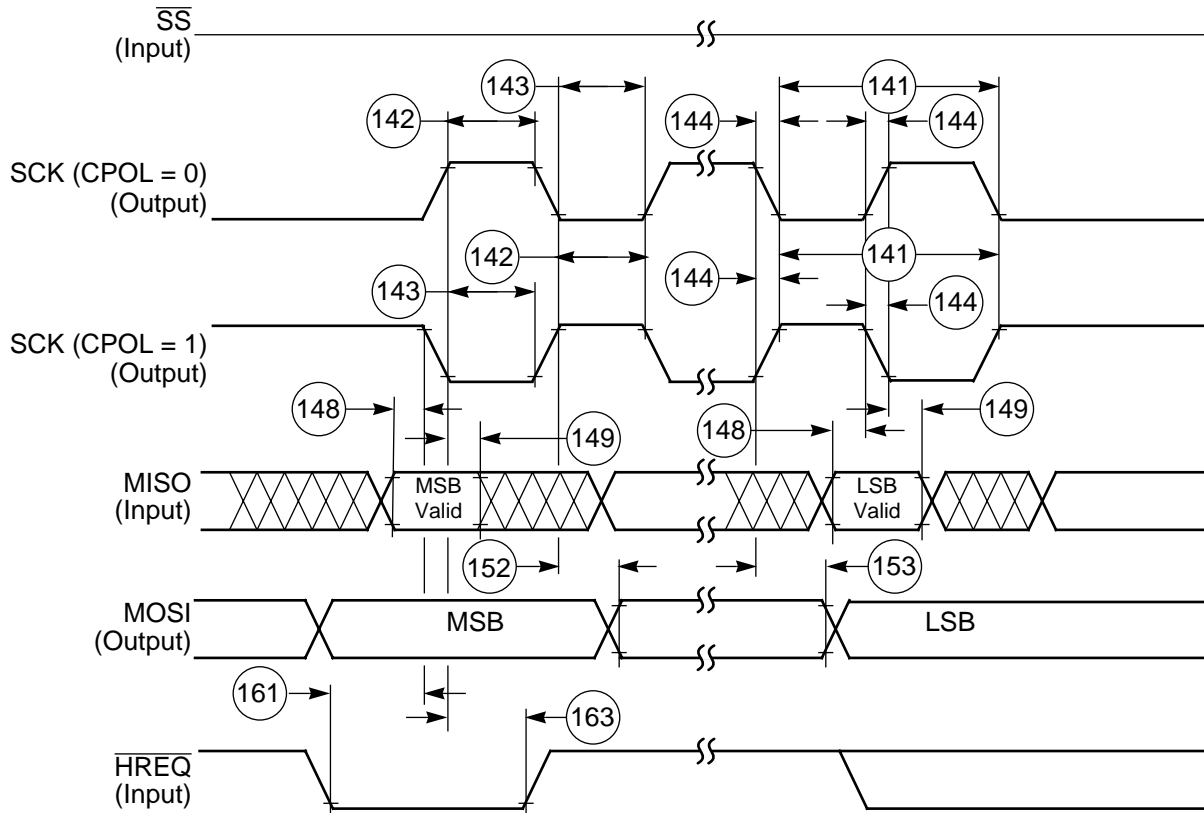 SS
(Input)
143
141
142
144
144
SCK (CPOL = 0)
(Output)
142
141
143
144
144
SCK (CPOL = 1)
(Output)
148
149
148
149
MISO
(Input)
MSB
Valid
LSB
Valid
152
153
MOSI
(Output)
MSB
LSB
161
163
HREQ
(Input)